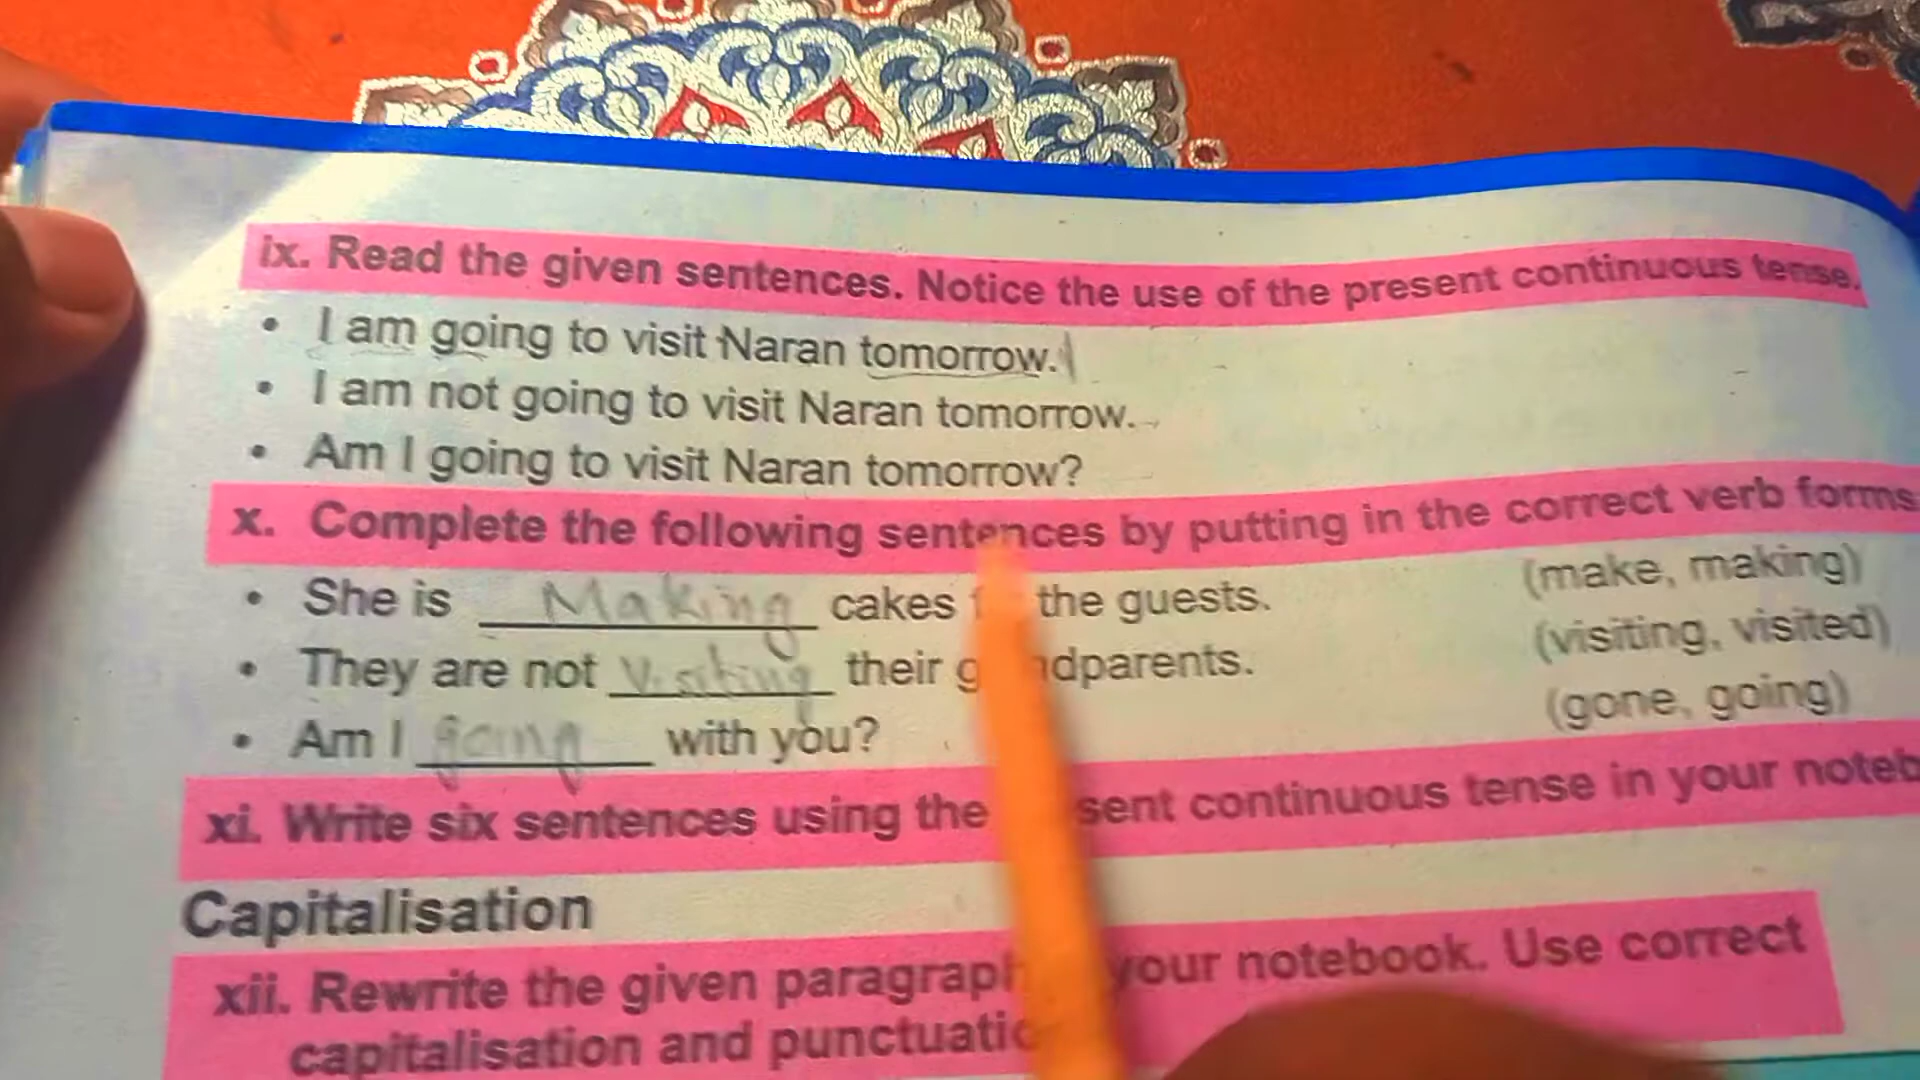 ix. Read the given sentences. Notice the use of the present continuous tense.
• I am going to visit Naran tomorrow.
• I am not going to visit Naran tomorrow.
• Am I going to visit Naran tomorrow?
x. Complete the following sentences by putting in the correct verb forms
• She is Making cakes the guests. (make, making)
• They are not Visiting their grandparents. (visiting, visited)
• Am I going with you? (gone, going)
xi. Write six sentences using the present continuous tense in your noteb
Capitalisation
xii. Rewrite the given paragraph your notebook. Use correct
capitalisation and punctuatio